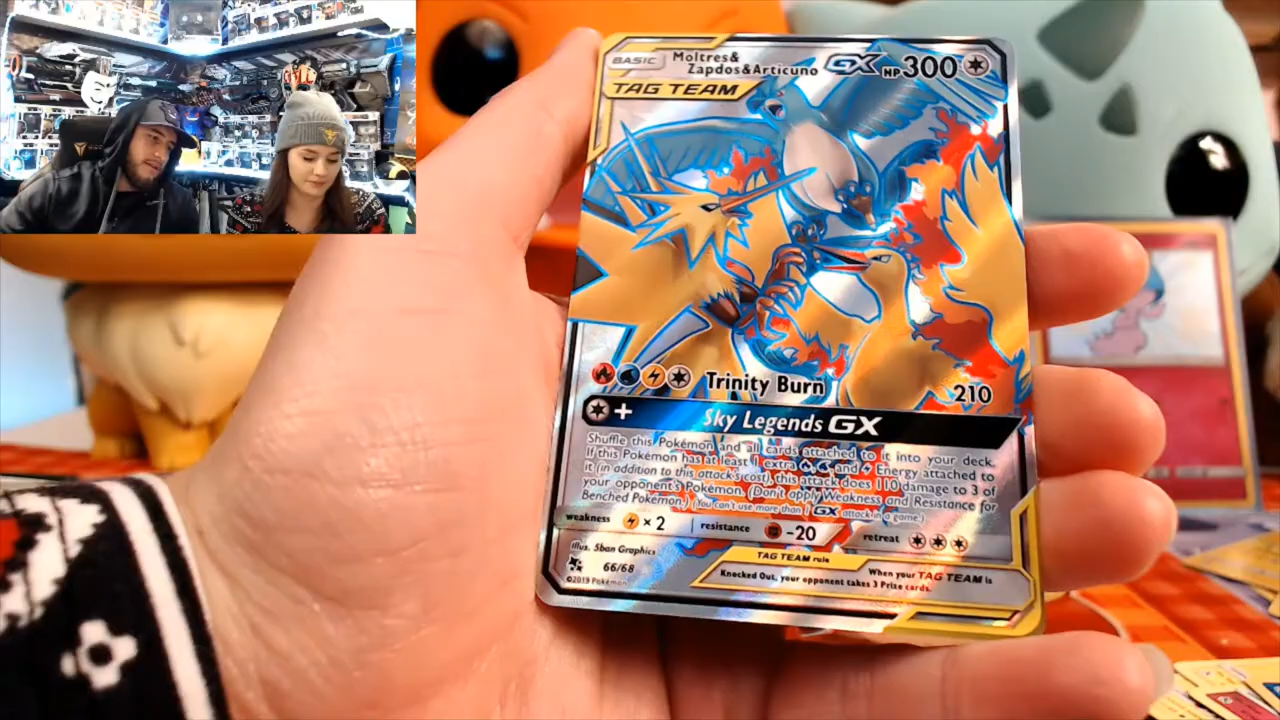 BASIC
Moltres&
Zapdos&Articuno GX HP300
TAG TEAM
Trinity Burn 210
+ Sky Legends GX
Shuffle this Pokémon and all cards attached to it into your deck.
If this Pokémon has at least 1 extra and Energy attached to
it (in addition to this attack's cost), this attack does 110 damage to 3 of
your opponent's Pokémon. (Don't apply Weakness and Resistance for
Benched Pokémon.) (You can't use more than 1 GX attack in a game.)
weakness ×2 resistance -20 retreat
Illus. 5ban Graphics
66/68
©2019 Pokémon
TAG TEAM rule
When your TAG TEAM is
Knocked Out, your opponent takes 3 Prize cards.